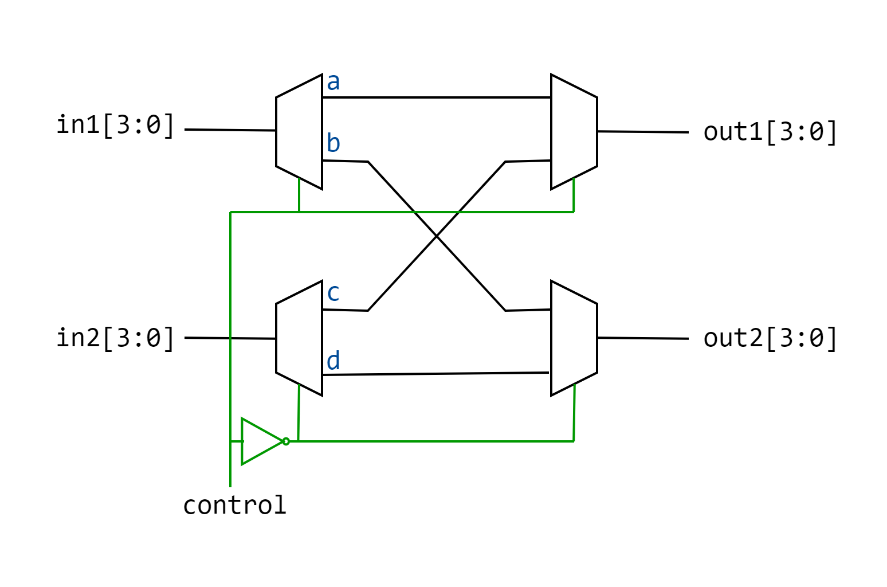 a
in1[3:0]
out1[3:0]
b
c
in2[3:0]
out2[3:0]
d
control